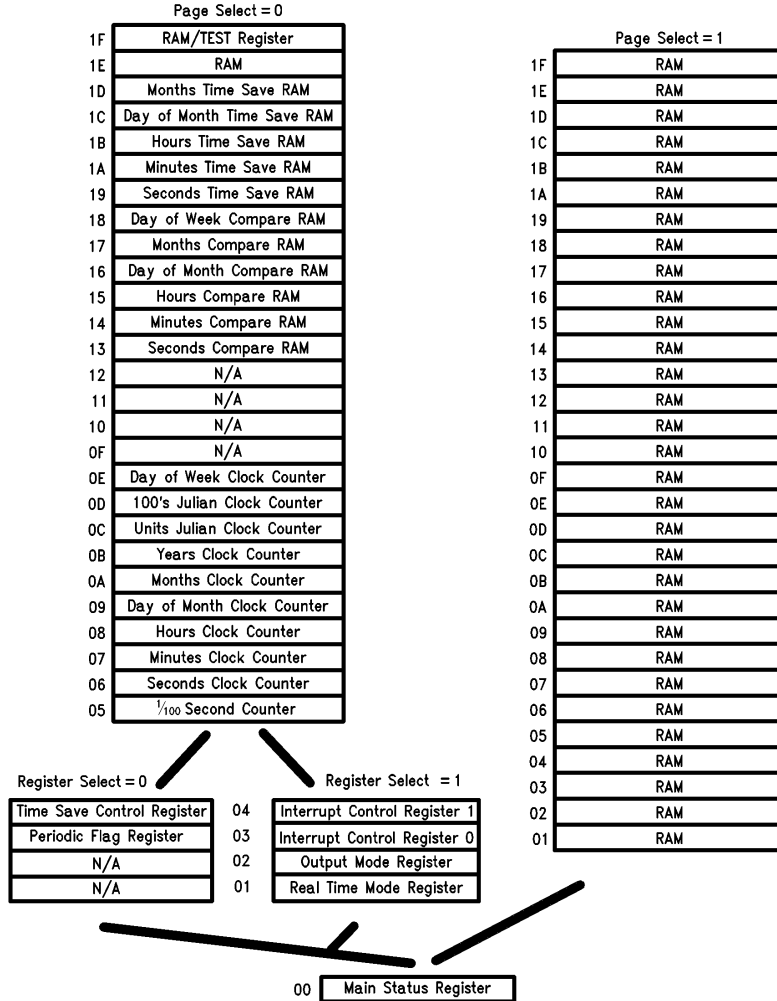 Page Select = 0
1F RAM/TEST Register
1E RAM
1D Months Time Save RAM
1C Day of Month Time Save RAM
1B Hours Time Save RAM
1A Minutes Time Save RAM
19 Seconds Time Save RAM
18 Day of Week Compare RAM
17 Months Compare RAM
16 Day of Month Compare RAM
15 Hours Compare RAM
14 Minutes Compare RAM
13 Seconds Compare RAM
12 N/A
11 N/A
10 N/A
0F N/A
0E Day of Week Clock Counter
0D 100's Julian Clock Counter
0C Units Julian Clock Counter
0B Years Clock Counter
0A Months Clock Counter
09 Day of Month Clock Counter
08 Hours Clock Counter
07 Minutes Clock Counter
06 Seconds Clock Counter
05 1/100 Second Counter
Page Select = 1
1F RAM
1E RAM
1D RAM
1C RAM
1B RAM
1A RAM
19 RAM
18 RAM
17 RAM
16 RAM
15 RAM
14 RAM
13 RAM
12 RAM
11 RAM
10 RAM
0F RAM
0E RAM
0D RAM
0C RAM
0B RAM
0A RAM
09 RAM
08 RAM
07 RAM
06 RAM
05 RAM
04 RAM
03 RAM
02 RAM
01 RAM
Register Select = 0 Register Select = 1
Time Save Control Register 04 Interrupt Control Register 1
Periodic Flag Register 03 Interrupt Control Register 0
N/A 02 Output Mode Register
N/A 01 Real Time Mode Register
00 Main Status Register